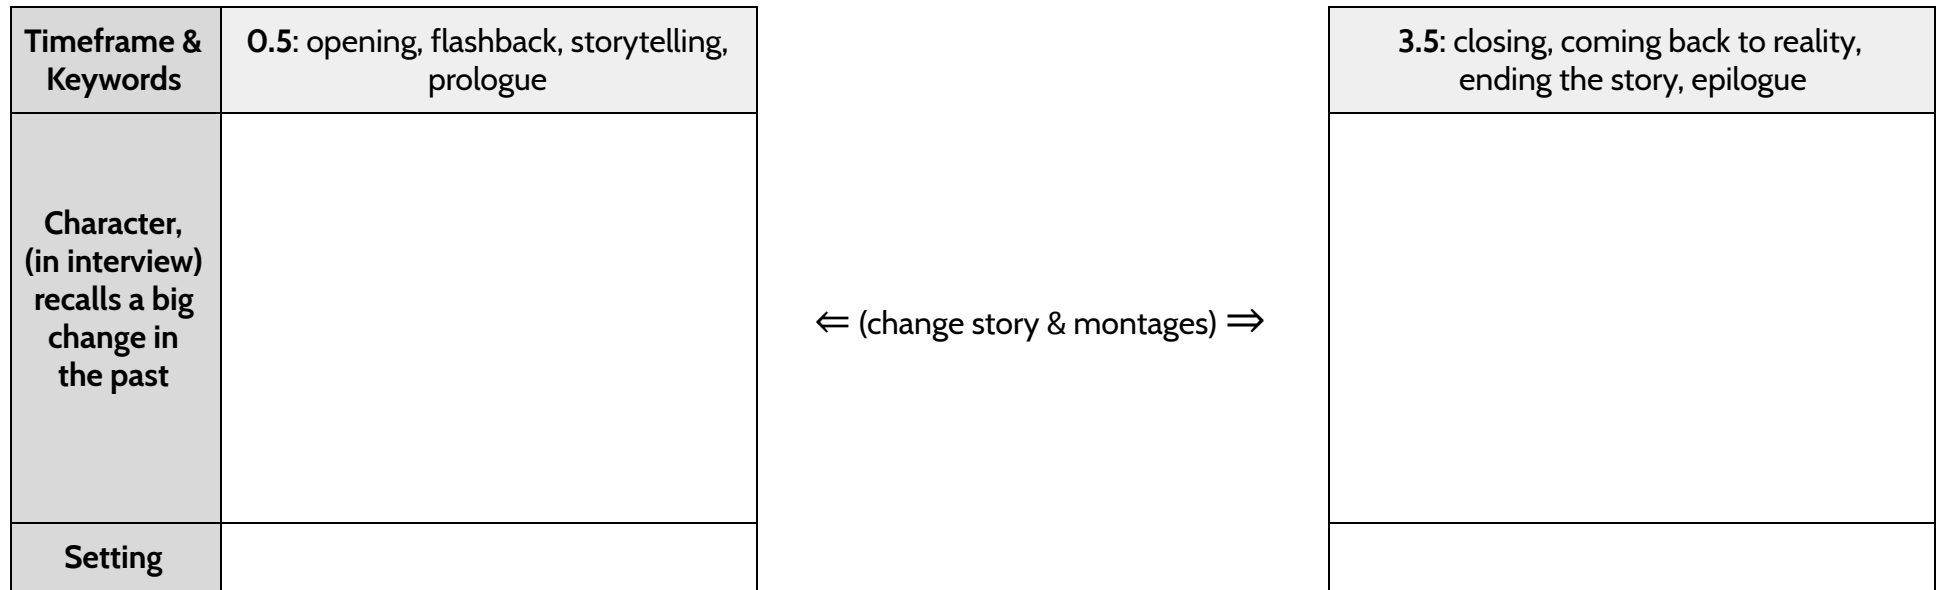 Timeframe &
Keywords
0.5: opening, flashback, storytelling,
prologue
3.5: closing, coming back to reality,
ending the story, epilogue
Character,
(in interview)
recalls a big
change in
the past
⇐ (change story & montages) ⇒
Setting